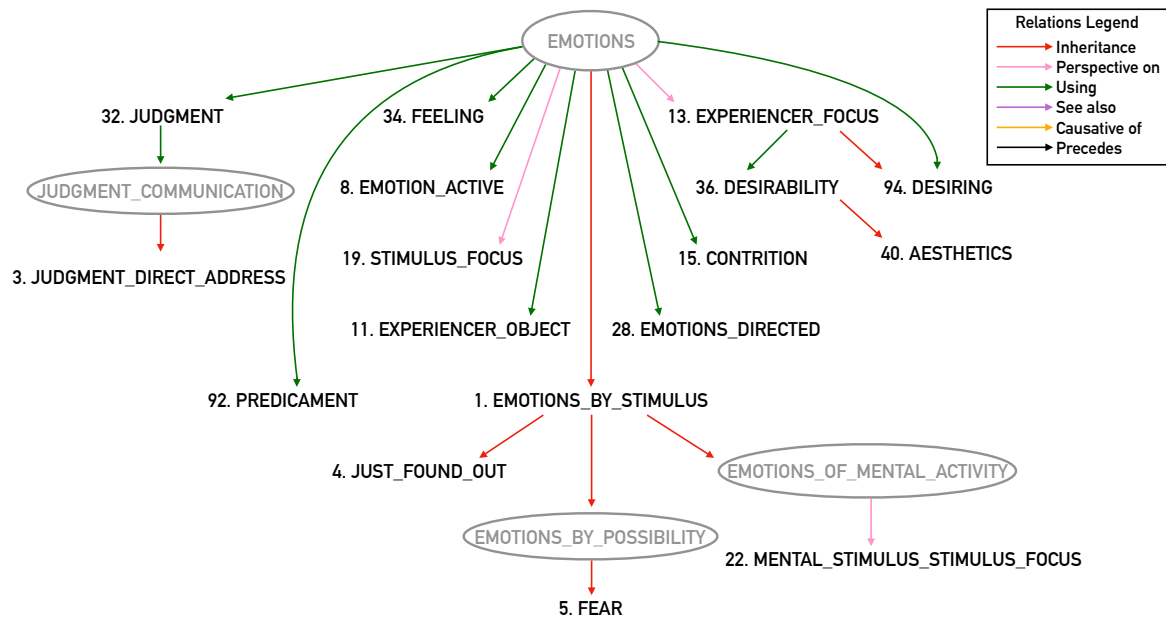 EMOTIONS
Relations Legend
Inheritance
Perspective on
Using
See also
Causative of
Precedes
32. JUDGMENT
34. FEELING
13. EXPERIENCER_FOCUS
JUDGMENT_COMMUNICATION
8. EMOTION_ACTIVE
36. DESIRABILITY
94. DESIRING
19. STIMULUS_FOCUS
15. CONTRITION
40. AESTHETICS
3. JUDGMENT_DIRECT_ADDRESS
11. EXPERIENCER_OBJECT
28. EMOTIONS_DIRECTED
92. PREDICAMENT
1. EMOTIONS_BY_STIMULUS
4. JUST_FOUND_OUT
EMOTIONS_OF_MENTAL_ACTIVITY
EMOTIONS_BY_POSSIBILITY
22. MENTAL_STIMULUS_STIMULUS_FOCUS
5. FEAR